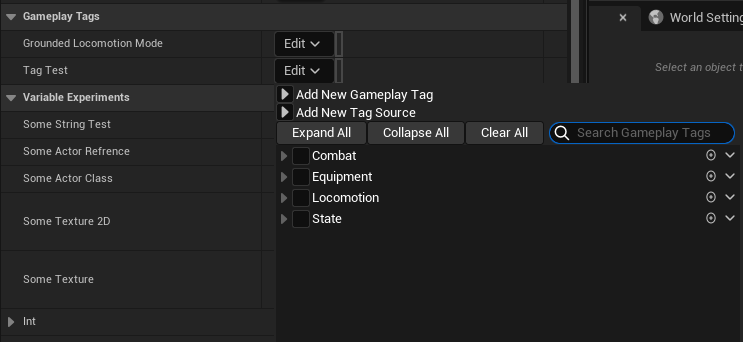 Gameplay Tags
World Setting
Grounded Locomotion Mode
Edit
Tag Test
Edit
Select an object t
Variable Experiments
Add New Gameplay Tag
Add New Tag Source
Some String Test
Expand All
Collapse All
Clear All
Search Gameplay Tags
Some Actor Refrence
Combat
Some Actor Class
Equipment
Locomotion
Some Texture 2D
State
Some Texture
Int